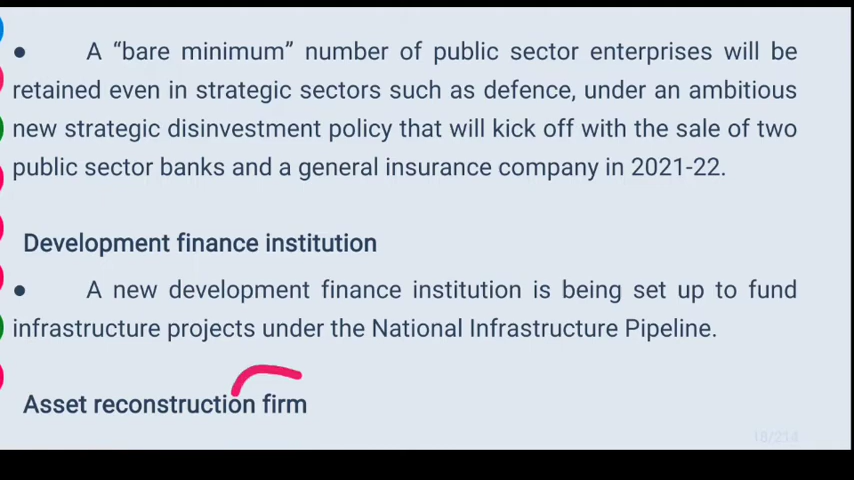 ● A “bare minimum” number of public sector enterprises will be
retained even in strategic sectors such as defence, under an ambitious
new strategic disinvestment policy that will kick off with the sale of two
public sector banks and a general insurance company in 2021-22.
Development finance institution
● A new development finance institution is being set up to fund
infrastructure projects under the National Infrastructure Pipeline.
Asset reconstruction firm
18/214